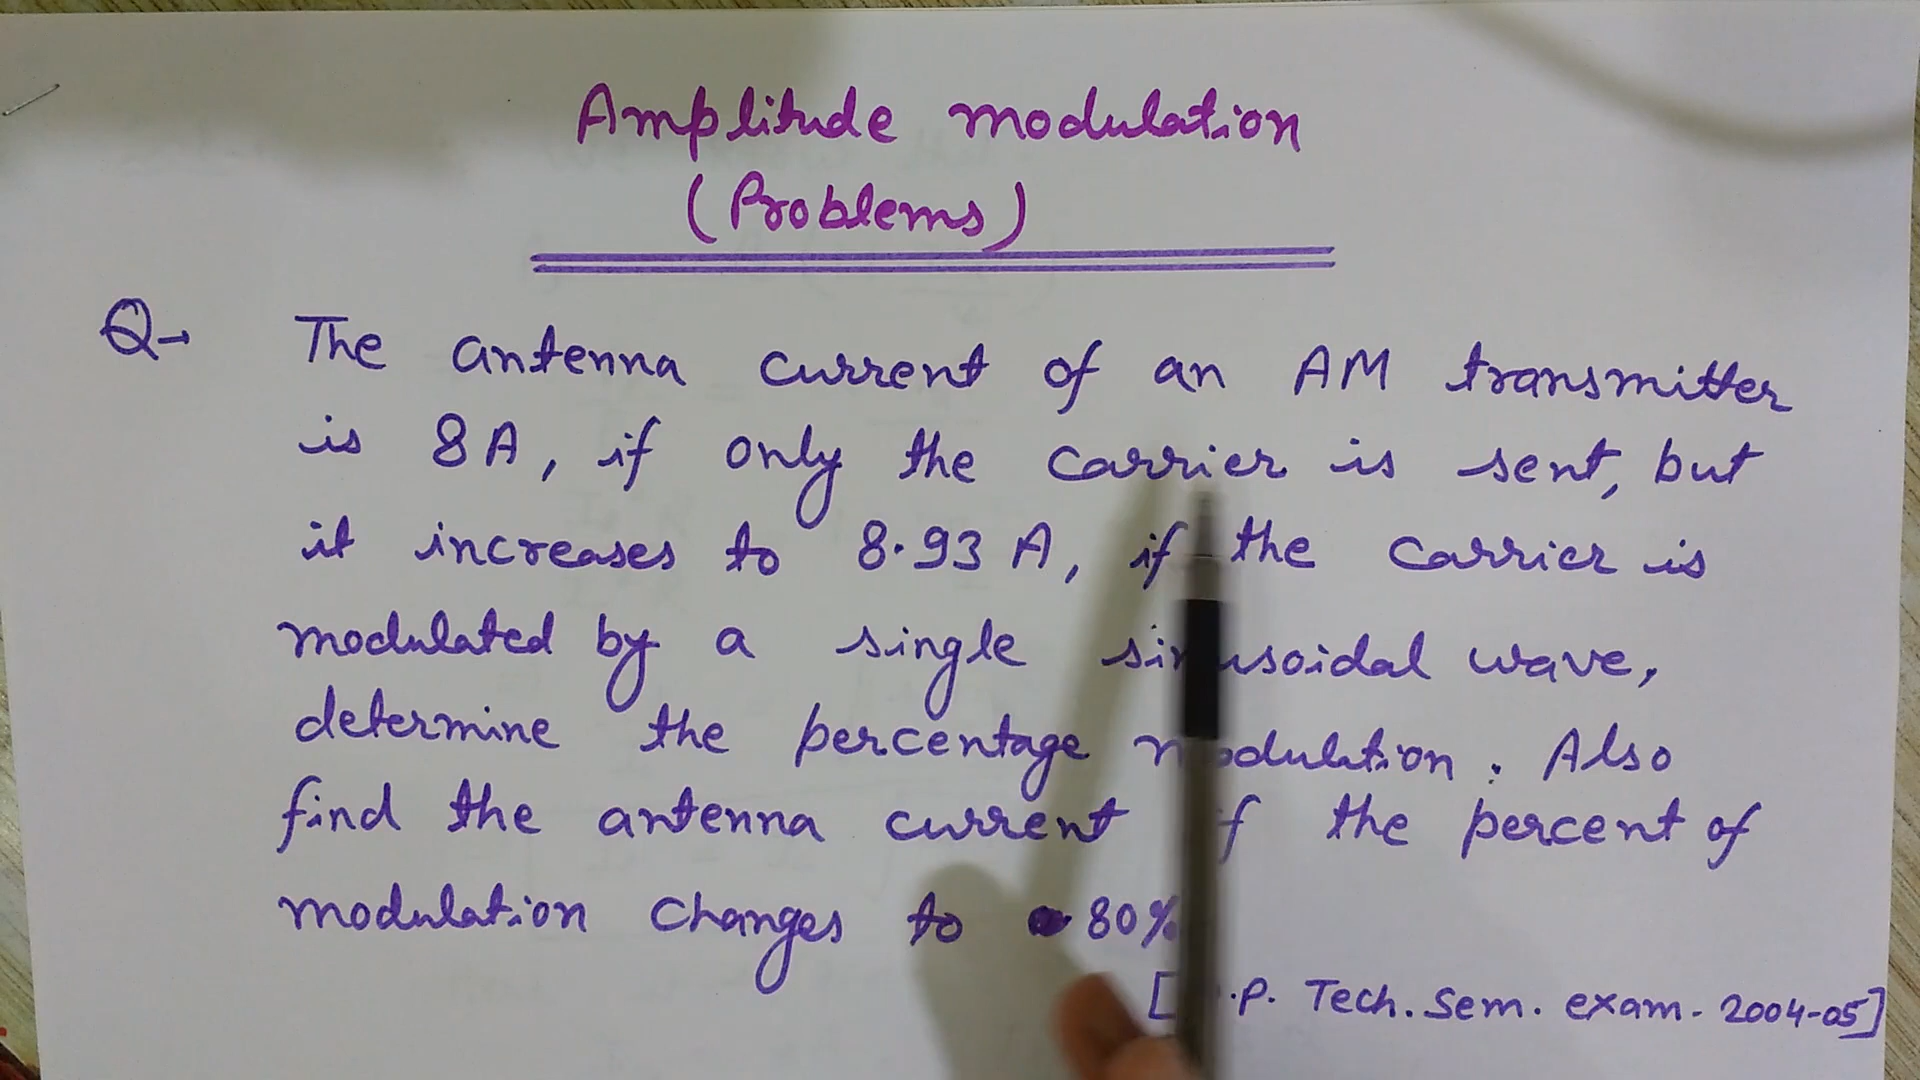 Amplitude modulation
(Problems)
Q→ The antenna current of an AM transmitter
is 8A, if only the carrier is sent, but
it increases to 8.93 A, if the carrier is
modulated by a single sinusoidal wave,
determine the percentage modulation. Also
find the antenna current if the percent of
modulation changes to 80%
[ .P. Tech. Sem. exam. 2004-05]